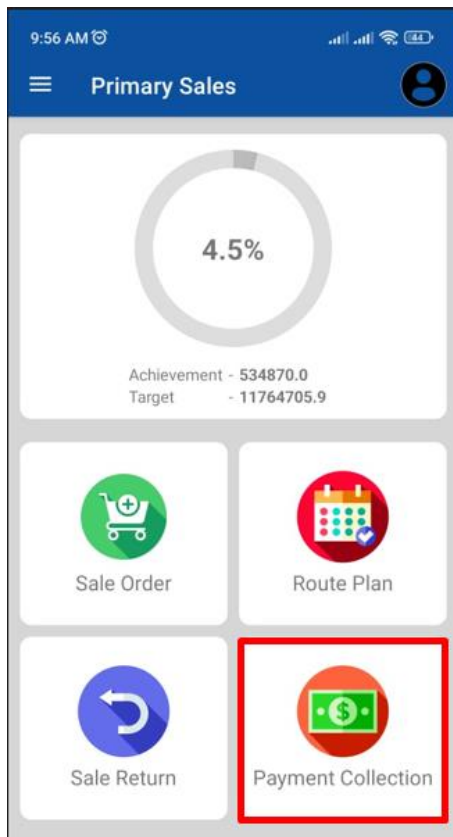 9:56 AM
44
Primary Sales
4.5%
Achievement - 534870.0
Target - 11764705.9
Sale Order
Route Plan
$
Sale Return
Payment Collection